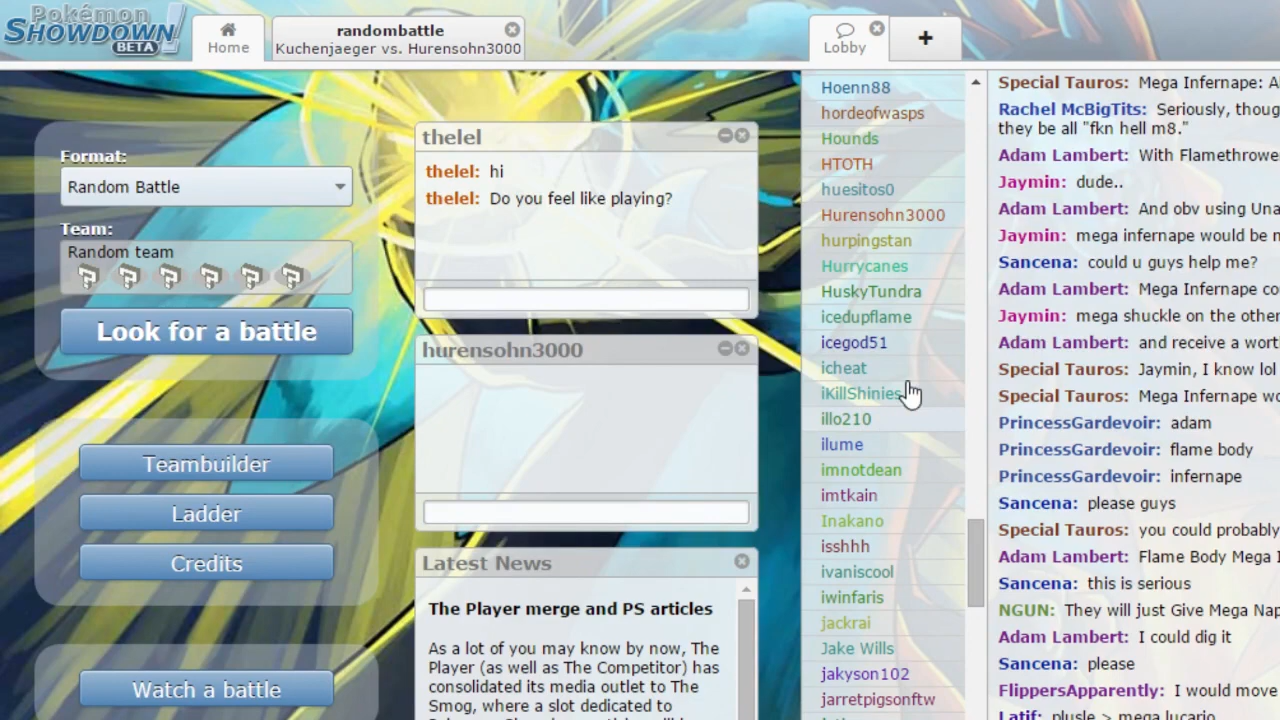 Pokémon
SHOWDOWN!
BETA
Home
randombattle
Kuchenjaeger vs. Hurensohn3000
Lobby
+
Format:
Random Battle
Team:
Random team
? ? ? ? ? ?
Look for a battle
Teambuilder
Ladder
Credits
Watch a battle
thelel
thelel: hi
thelel: Do you feel like playing?
hurensohn3000
Latest News
The Player merge and PS articles
As a lot of you may know by now, The
Player (as well as The Competitor) has
consolidated its media outlet to The
Smog, where a slot dedicated to
Hoenn88
hordeofwasps
Hounds
HTOTH
huesitos0
Hurensohn3000
hurpingstan
Hurrycanes
HuskyTundra
icedupflame
icegod51
icheat
iKillShinies
illo210
ilume
imnotdean
imtkain
Inakano
isshhh
ivaniscool
iwinfaris
jackrai
Jake Wills
jakyson102
jarretpigsonftw
Special Tauros: Mega Infernape: A
Rachel McBigTits: Seriously, thoug
they be all "fkn hell m8."
Adam Lambert: With Flamethrowe
Jaymin: dude..
Adam Lambert: And obv using Una
Jaymin: mega infernape would be n
Sancena: could u guys help me?
Adam Lambert: Mega Infernape co
Jaymin: mega shuckle on the other
Adam Lambert: and receive a wort
Special Tauros: Jaymin, I know lol
Special Tauros: Mega Infernape wo
PrincessGardevoir: adam
PrincessGardevoir: flame body
PrincessGardevoir: infernape
Sancena: please guys
Special Tauros: you could probably
Adam Lambert: Flame Body Mega I
Sancena: this is serious
NGUN: They will just Give Mega Nap
Adam Lambert: I could dig it
Sancena: please
FlippersApparently: I would move
Latif: plusle > mega lucario